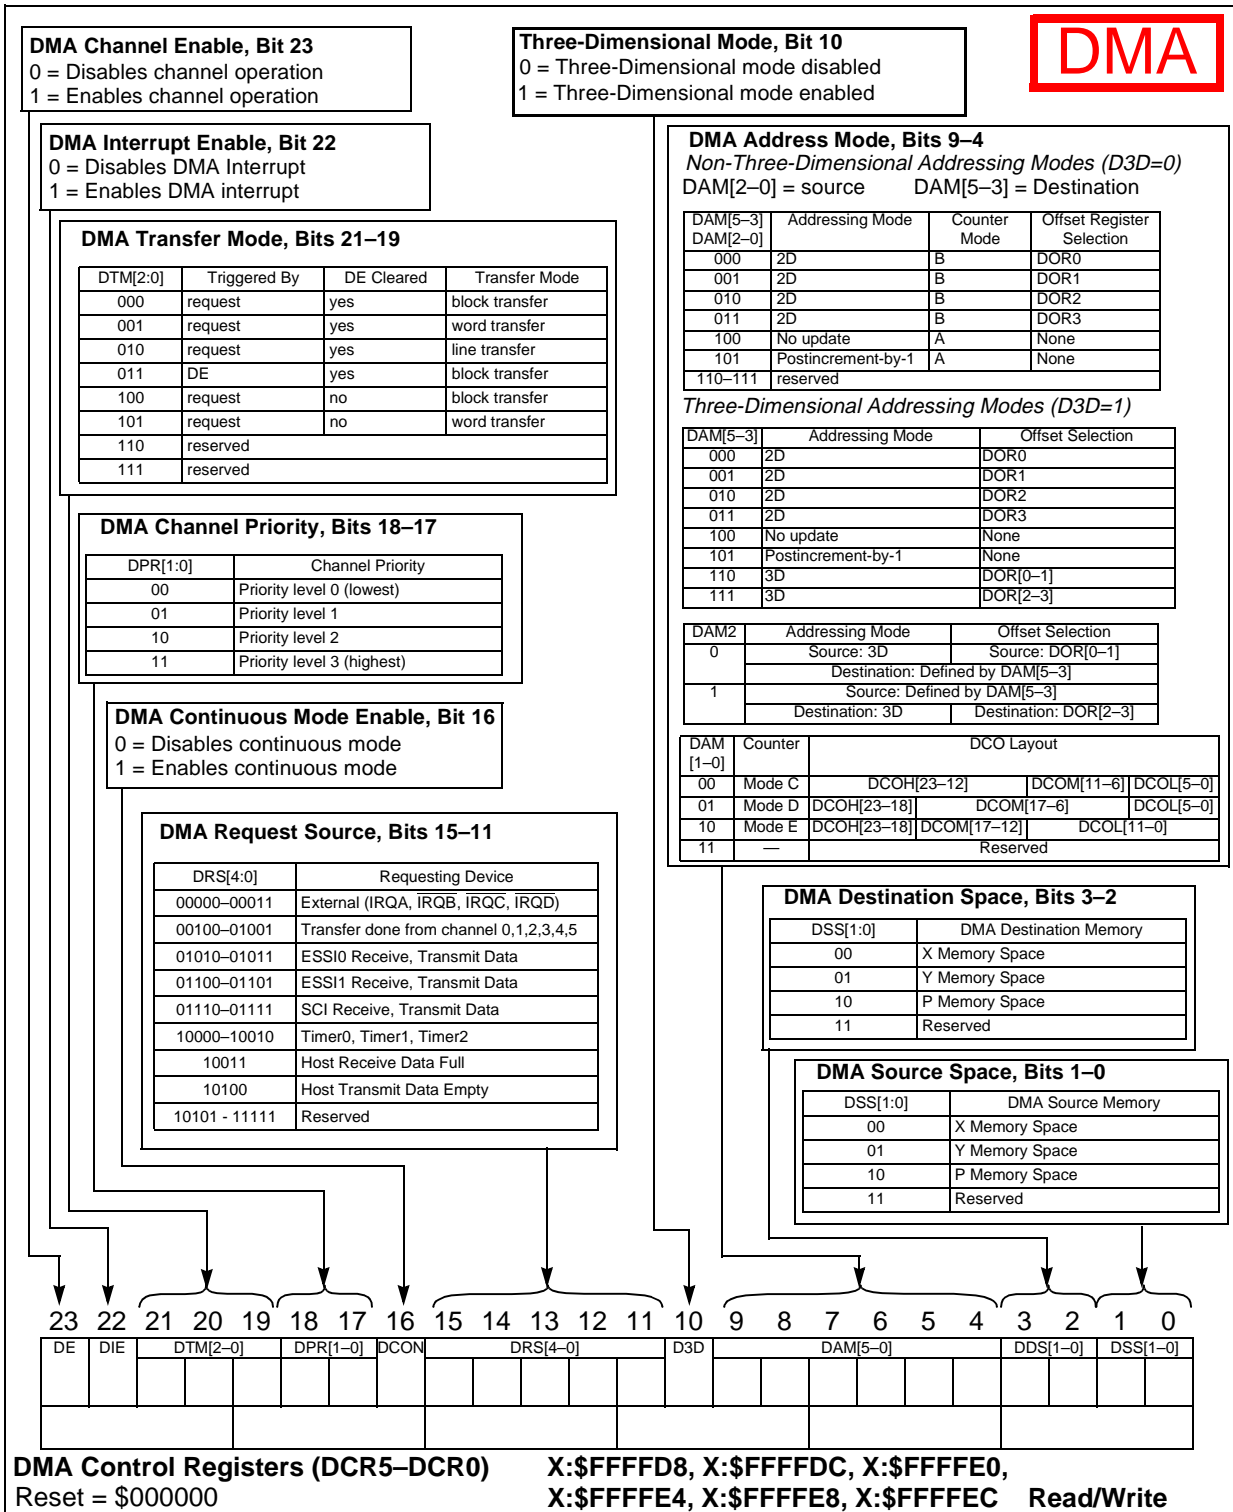 DMA
DMA Channel Enable, Bit 23
0 = Disables channel operation
1 = Enables channel operation
Three-Dimensional Mode, Bit 10
0 = Three-Dimensional mode disabled
1 = Three-Dimensional mode enabled
DMA Interrupt Enable, Bit 22
0 = Disables DMA Interrupt
1 = Enables DMA interrupt
DMA Transfer Mode, Bits 21–19
DTM[2:0] Triggered By DE Cleared Transfer Mode
000 request yes block transfer
001 request yes word transfer
010 request yes line transfer
011 DE yes block transfer
100 request no block transfer
101 request no word transfer
110 reserved
111 reserved
DMA Channel Priority, Bits 18–17
DPR[1:0] Channel Priority
00 Priority level 0 (lowest)
01 Priority level 1
10 Priority level 2
11 Priority level 3 (highest)
DMA Continuous Mode Enable, Bit 16
0 = Disables continuous mode
1 = Enables continuous mode
DMA Request Source, Bits 15–11
DRS[4:0] Requesting Device
00000–00011 External (IRQA, IRQB, IRQC, IRQD)
00100–01001 Transfer done from channel 0,1,2,3,4,5
01010–01011 ESSI0 Receive, Transmit Data
01100–01101 ESSI1 Receive, Transmit Data
01110–01111 SCI Receive, Transmit Data
10000–10010 Timer0, Timer1, Timer2
10011 Host Receive Data Full
10100 Host Transmit Data Empty
10101 - 11111 Reserved
DMA Address Mode, Bits 9–4
Non-Three-Dimensional Addressing Modes (D3D=0)
DAM[2–0] = source DAM[5–3] = Destination
DAM[5–3] Addressing Mode Counter Offset Register
DAM[2–0] Mode Selection
000 2D B DOR0
001 2D B DOR1
010 2D B DOR2
011 2D B DOR3
100 No update A None
101 Postincrement-by-1 A None
110–111 reserved
Three-Dimensional Addressing Modes (D3D=1)
DAM[5–3] Addressing Mode Offset Selection
000 2D DOR0
001 2D DOR1
010 2D DOR2
011 2D DOR3
100 No update None
101 Postincrement-by-1 None
110 3D DOR[0–1]
111 3D DOR[2–3]
DAM2 Addressing Mode Offset Selection
0 Source: 3D Source: DOR[0–1]
Destination: Defined by DAM[5–3]
1 Source: Defined by DAM[5–3]
Destination: 3D Destination: DOR[2–3]
DAM Counter DCO Layout
[1–0]
00 Mode C DCOH[23–12] DCOM[11–6] DCOL[5–0]
01 Mode D DCOH[23–18] DCOM[17–6] DCOL[5–0]
10 Mode E DCOH[23–18] DCOM[17–12] DCOL[11–0]
11 — Reserved
DMA Destination Space, Bits 3–2
DSS[1:0] DMA Destination Memory
00 X Memory Space
01 Y Memory Space
10 P Memory Space
11 Reserved
DMA Source Space, Bits 1–0
DSS[1:0] DMA Source Memory
00 X Memory Space
01 Y Memory Space
10 P Memory Space
11 Reserved
23 22 21 20 19 18 17 16 15 14 13 12 11 10 9 8 7 6 5 4 3 2 1 0
DE DIE DTM[2–0] DPR[1–0] DCON DRS[4–0] D3D DAM[5–0] DDS[1–0] DSS[1–0]
DMA Control Registers (DCR5–DCR0) X:$FFFFD8, X:$FFFFDC, X:$FFFFE0,
Reset = $000000 X:$FFFFE4, X:$FFFFE8, X:$FFFFEC Read/Write